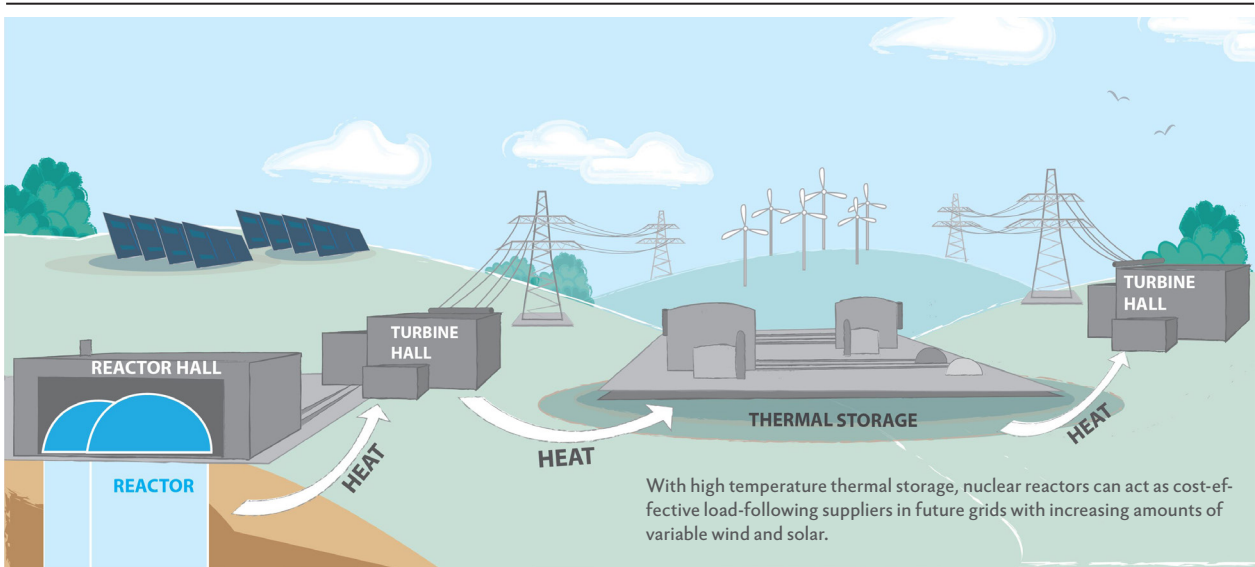 TURBINE
HALL
TURBINE
HALL
REACTOR HALL
THERMAL STORAGE
HEAT
HEAT
HEAT
REACTOR
With high temperature thermal storage, nuclear reactors can act as cost-ef-
fective load-following suppliers in future grids with increasing amounts of
variable wind and solar.